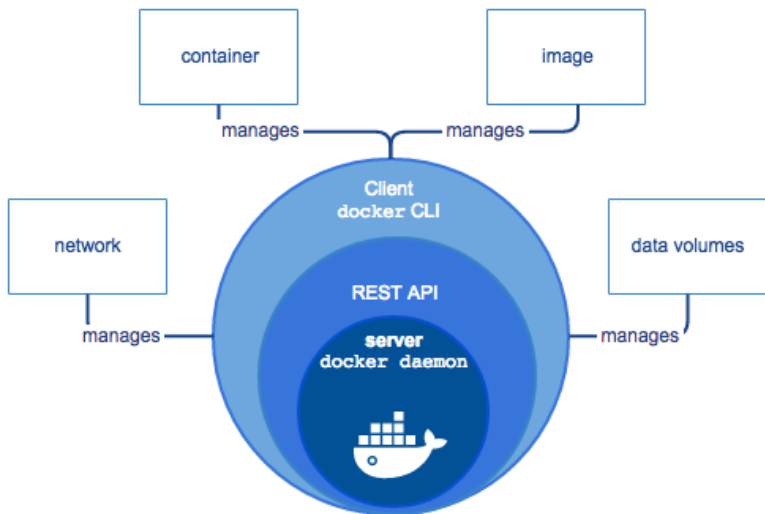 container
image
manages
manages
Client
docker CLI
network
data volumes
REST API
manages
manages
server
docker daemon